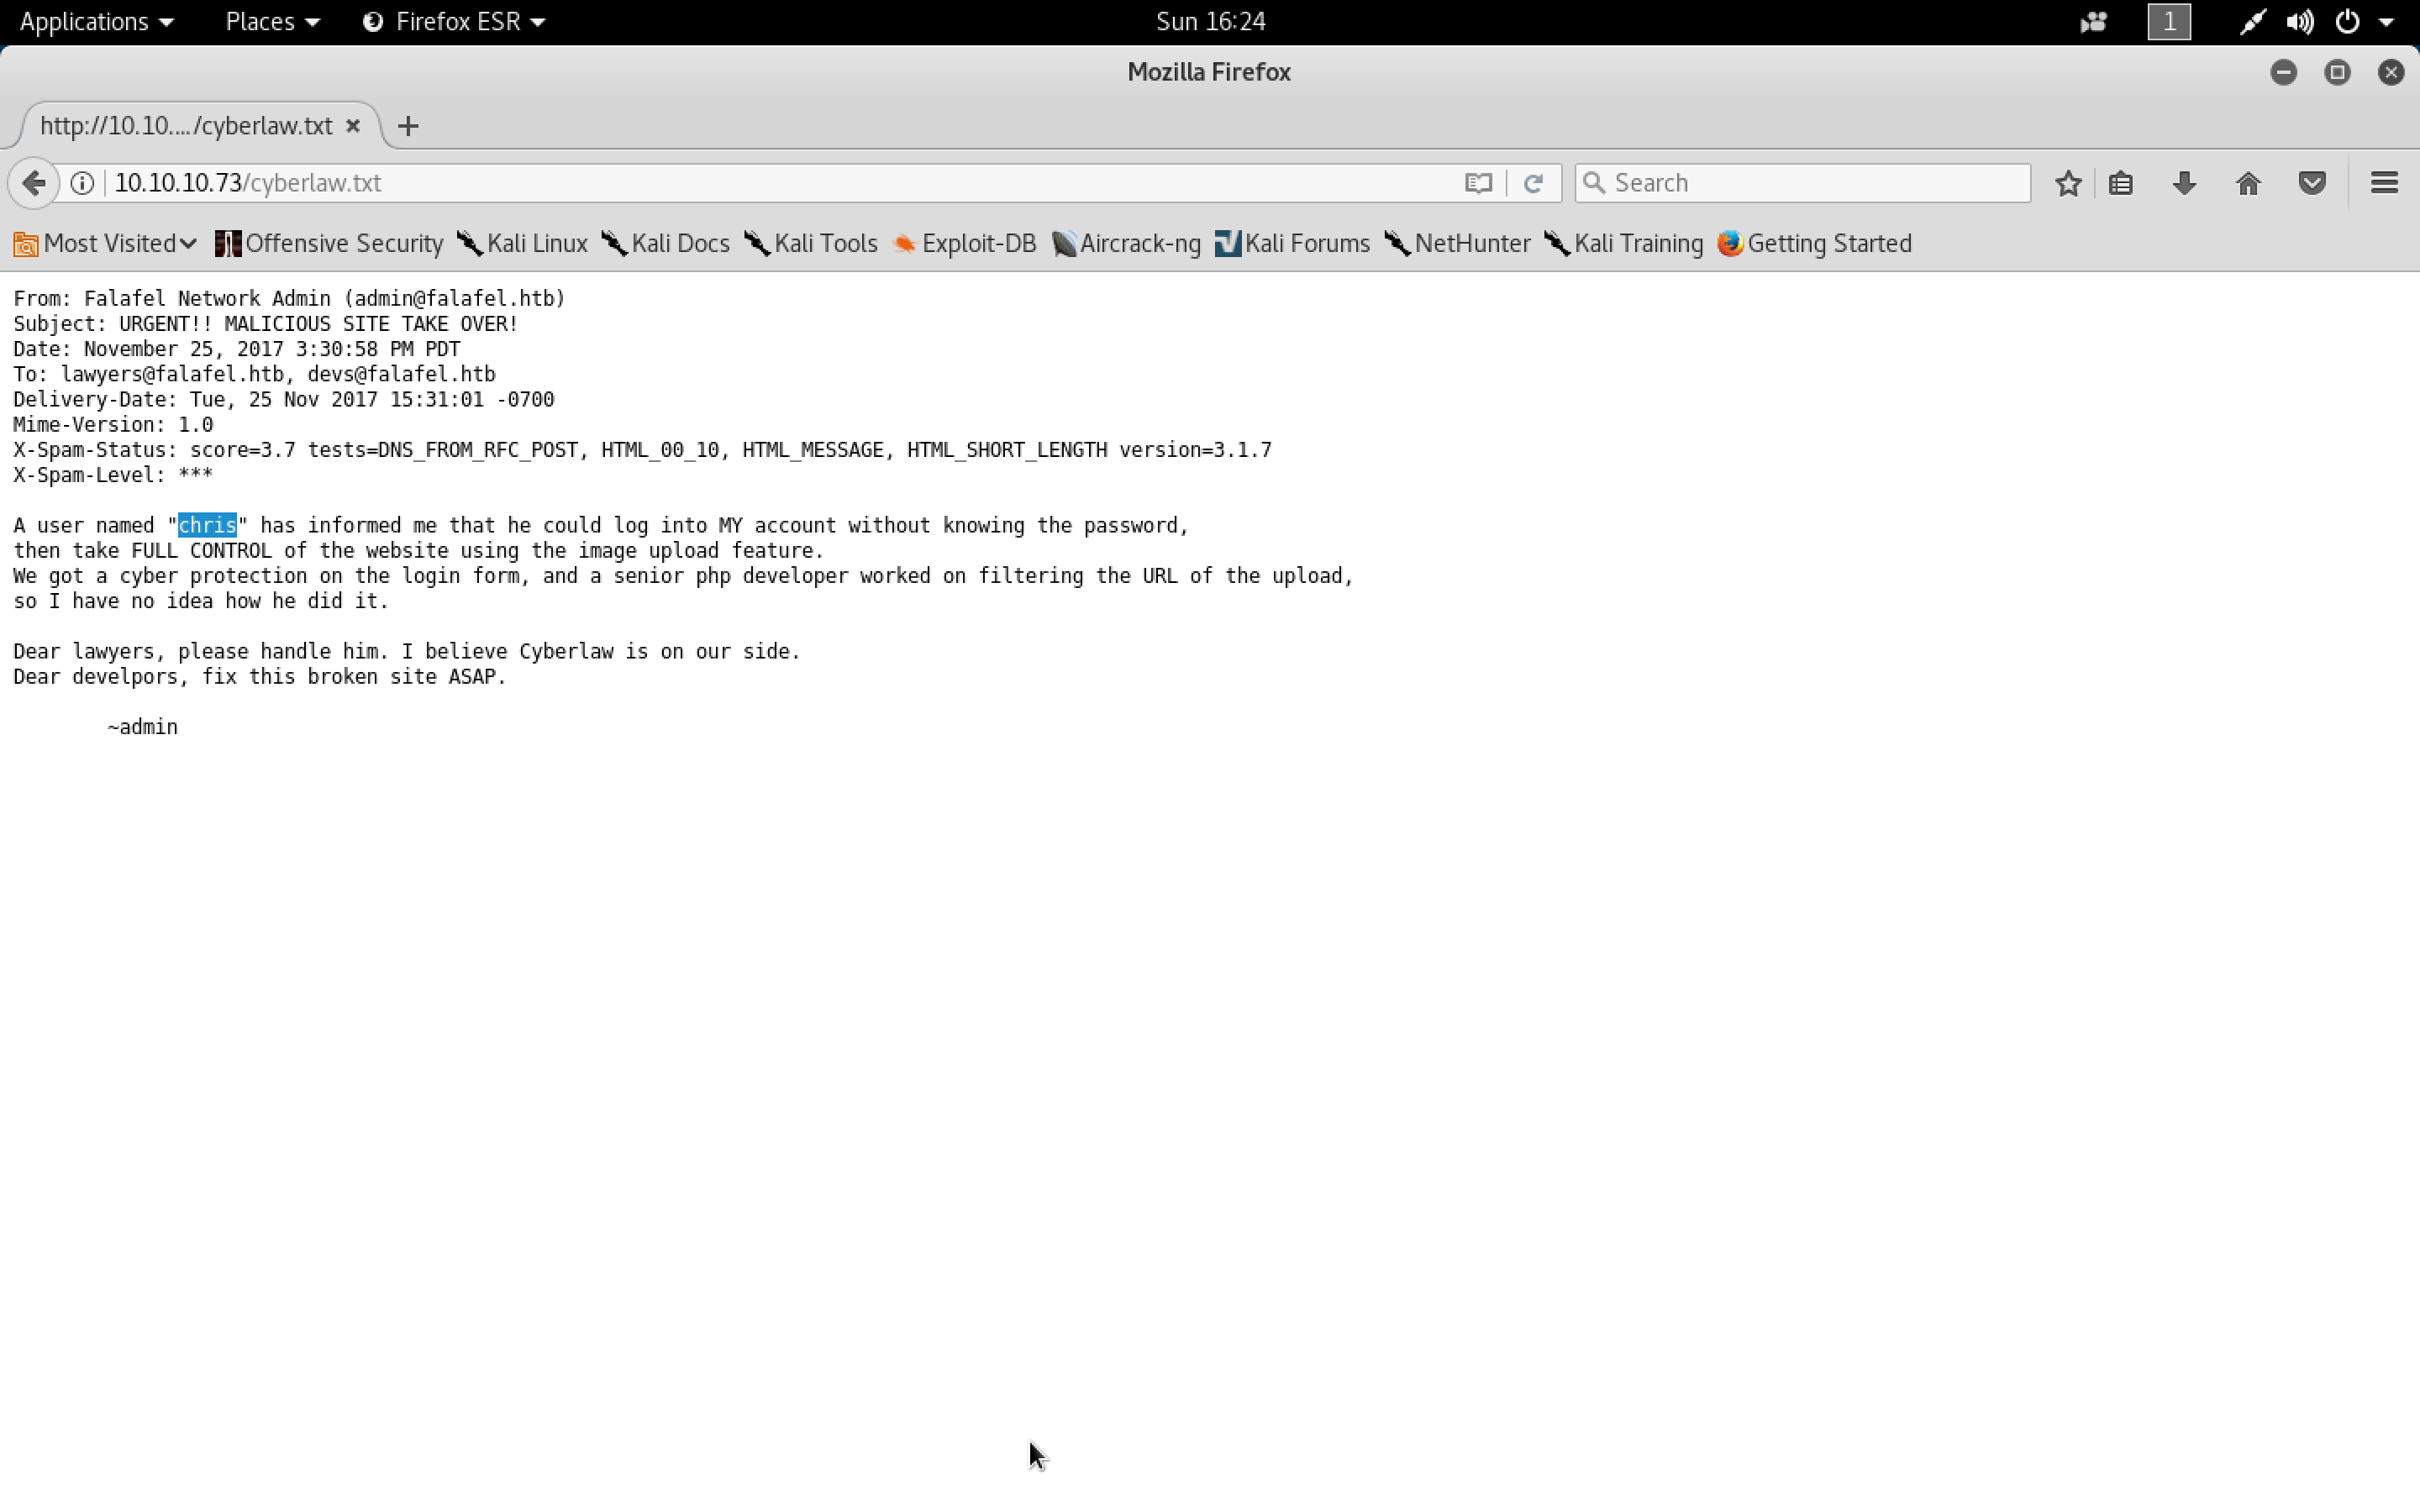 Applications Places Firefox ESR Sun 16:24 1
Mozilla Firefox
http://10.10.... /cyberlaw.txt
10.10.10.73/cyberlaw.txt Search
Most Visited Offensive Security Kali Linux Kali Docs Kali Tools Exploit-DB Aircrack-ng Kali Forums NetHunter Kali Training Getting Started
From: Falafel Network Admin (admin@falafel.htb)
Subject: URGENT!! MALICIOUS SITE TAKE OVER!
Date: November 25, 2017 3:30:58 PM PDT
To: lawyers@falafel.htb, devs@falafel.htb
Delivery-Date: Tue, 25 Nov 2017 15:31:01 -0700
Mime-Version: 1.0
X-Spam-Status: score=3.7 tests=DNS_FROM_RFC_POST, HTML_00_10, HTML_MESSAGE, HTML_SHORT_LENGTH version=3.1.7
X-Spam-Level: ***
A user named "chris" has informed me that he could log into MY account without knowing the password,
then take FULL CONTROL of the website using the image upload feature.
We got a cyber protection on the login form, and a senior php developer worked on filtering the URL of the upload,
so I have no idea how he did it.
Dear lawyers, please handle him. I believe Cyberlaw is on our side.
Dear develpors, fix this broken site ASAP.
~admin